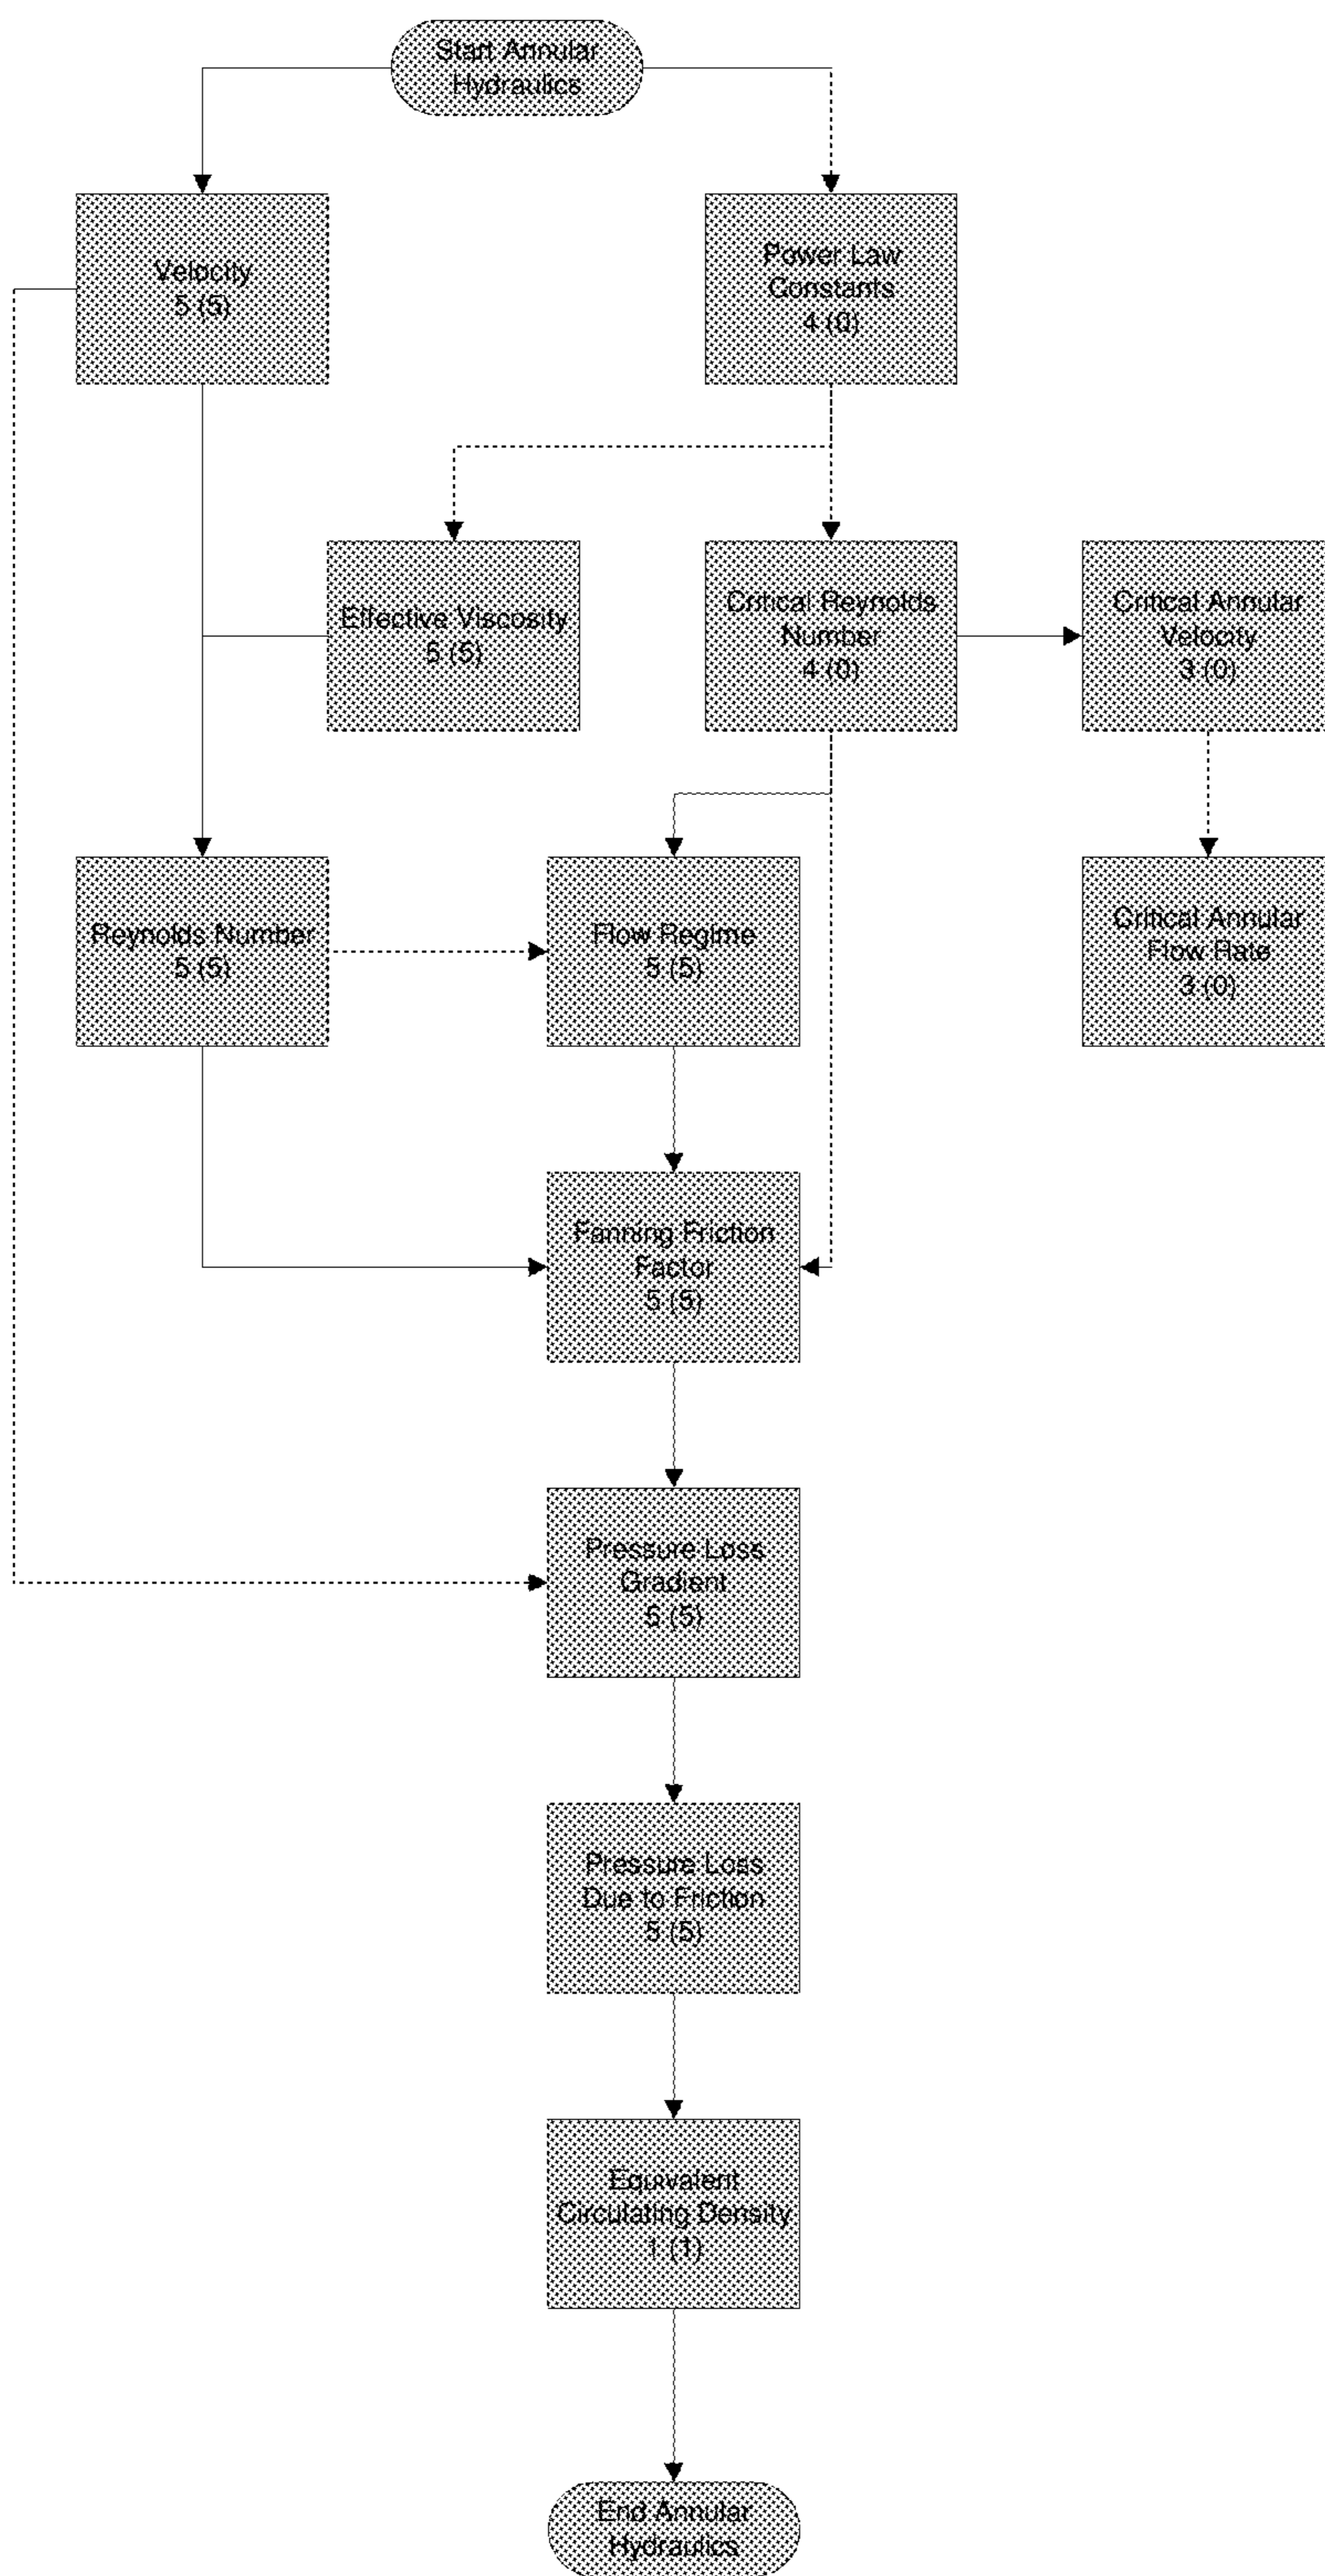 Start Annular
Hydraulics
Velocity
5 (5)
Power Law
Constants
4 (0)
Effective Viscosity
5 (5)
Critical Reynolds
Number
4 (0)
Critical Annular
Velocity
3 (0)
Reynolds Number
5 (5)
Flow Regime
5 (5)
Critical Annular
Flow Rate
3 (0)
Fanning Friction
Factor
5 (5)
Pressure Loss
Gradient
5 (5)
Pressure Loss
Due to Friction
5 (5)
Equivalent
Circulating Density
1 (1)
End Annular
Hydraulics